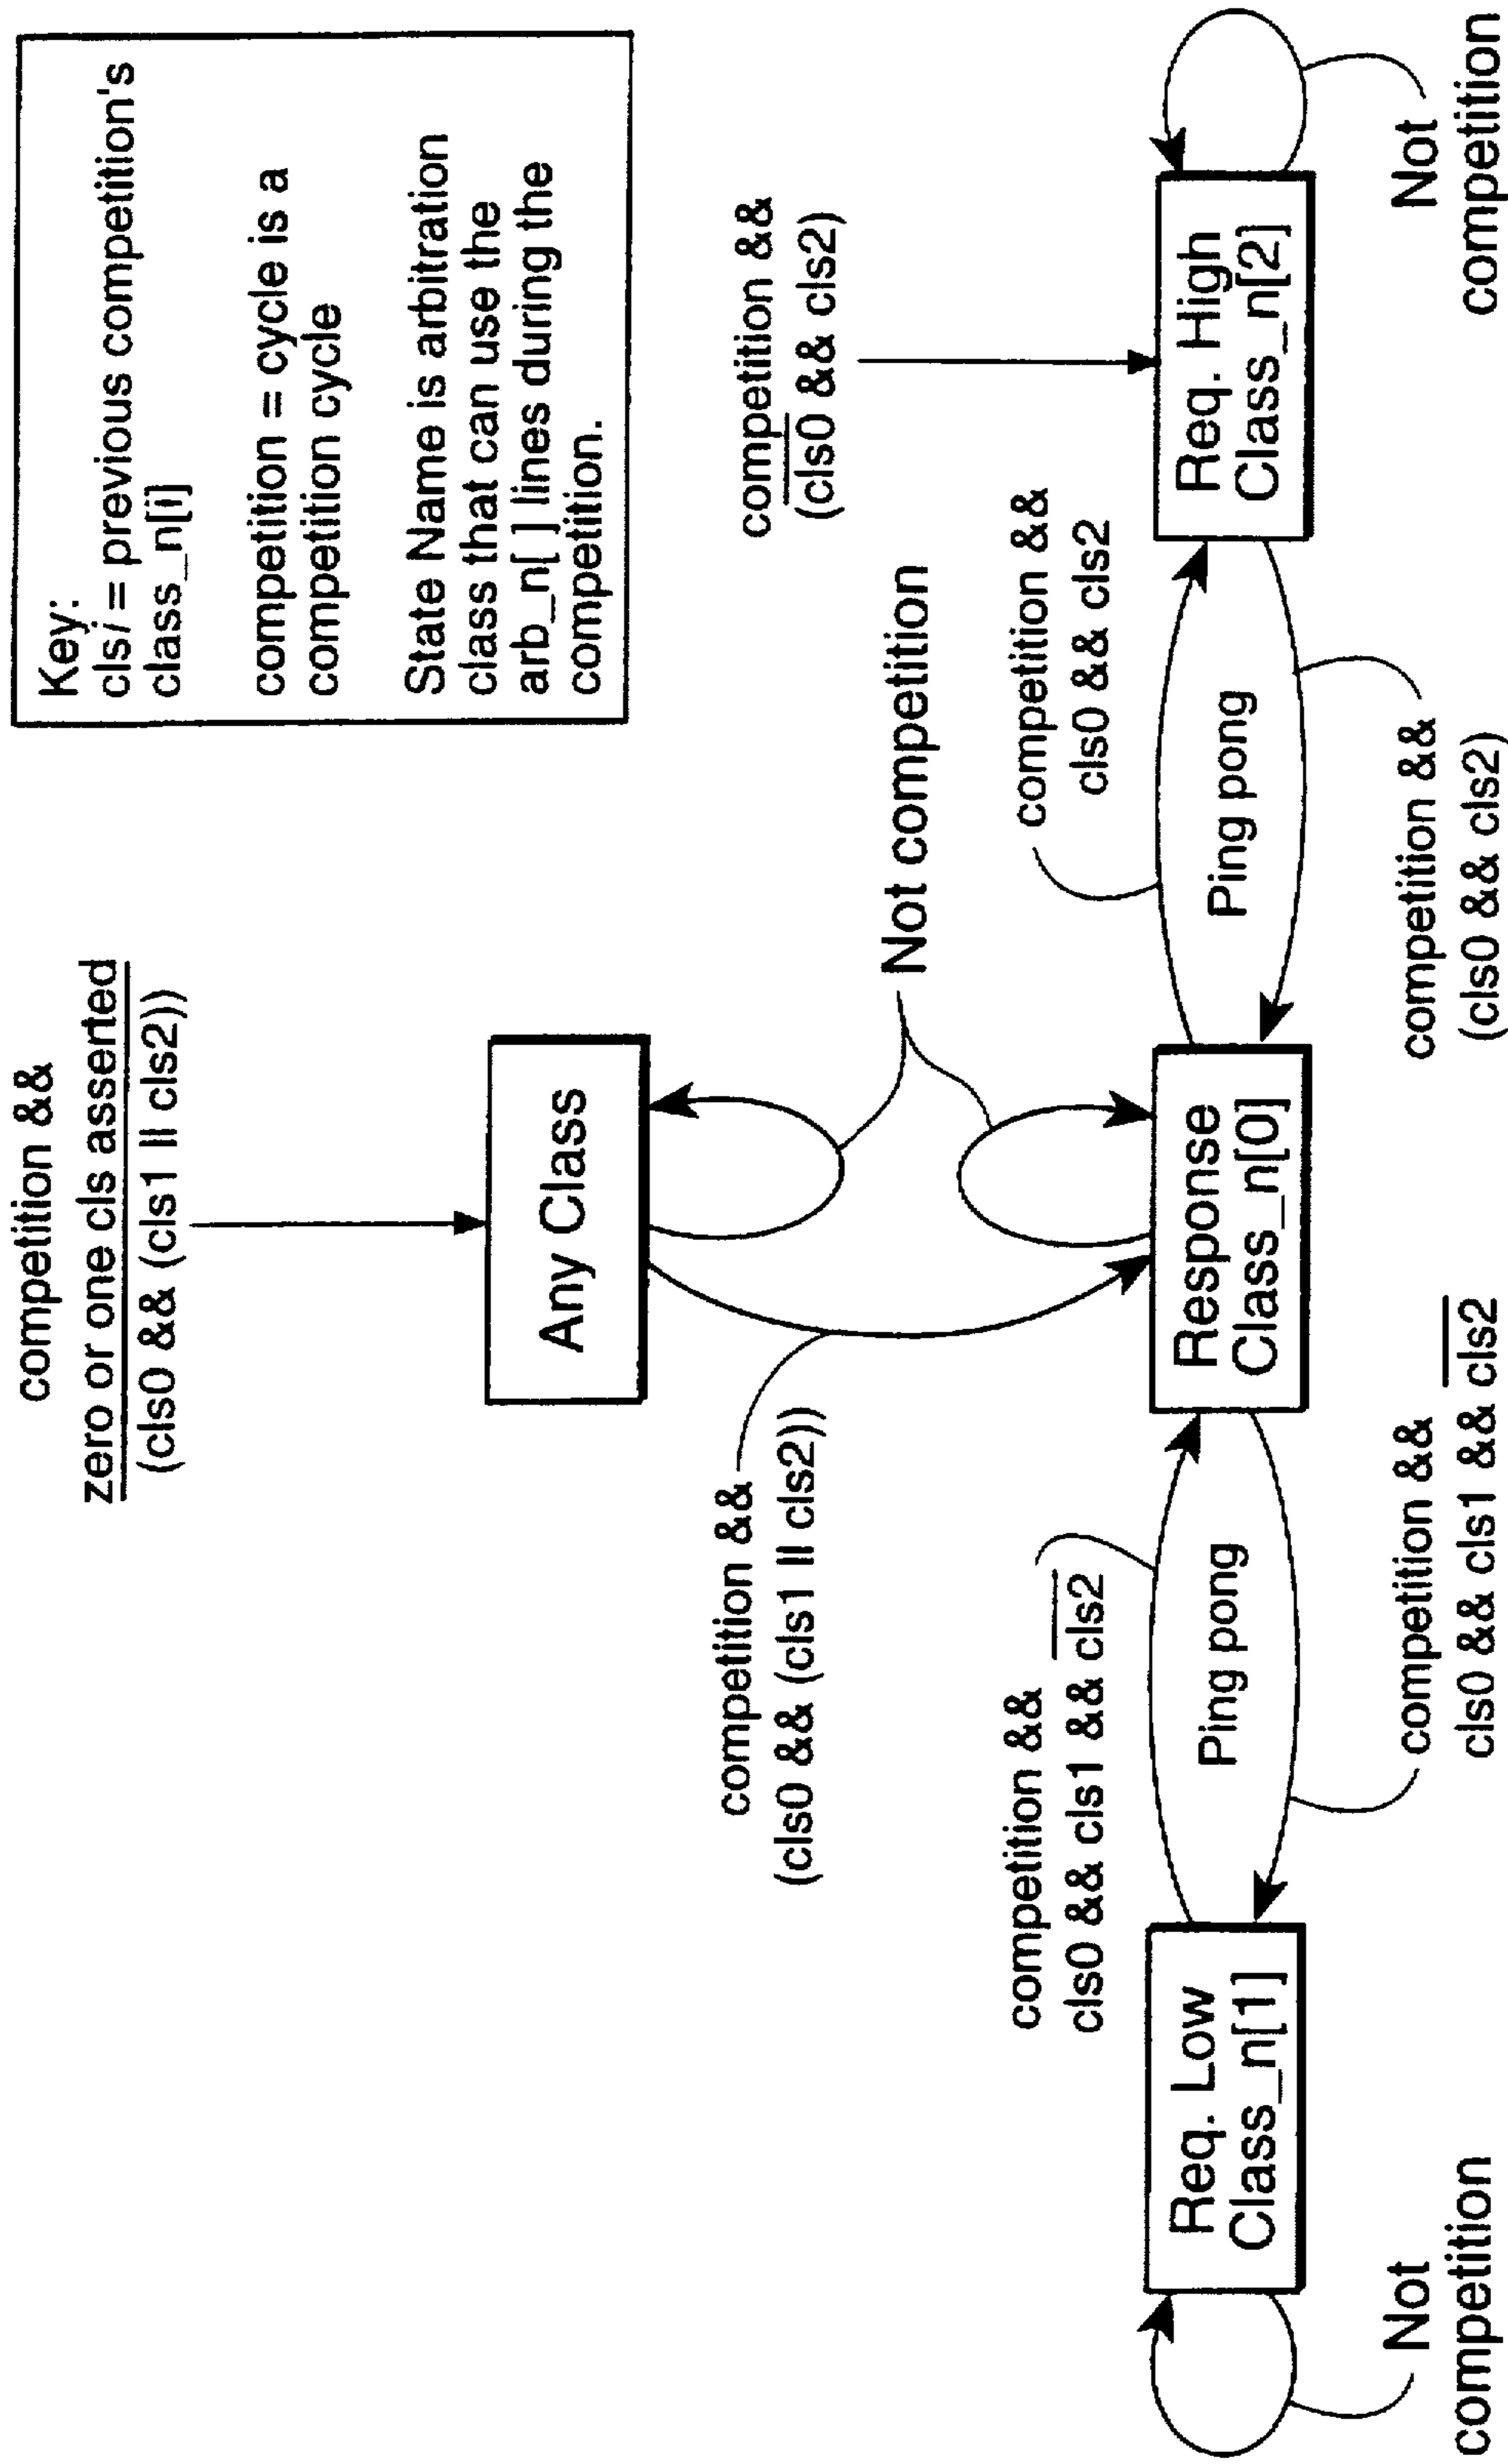 competition &&
zero or one cls asserted
(cls0 && (cls1 || cls2))
Key:
clsi = previous competition's
class_n[i]
competition = cycle is a
competition cycle
State Name is arbitration
class that can use the
arb_n[ ] lines during the
competition.
Any Class
competition &&
(cls0 && (cls1 || cls2))
Not competition
competition &&
(cls0 && cls2)
competition &&
cls0 && cls1 && cls2
competition &&
cls0 && cls2
Not
competition
Req. Low
Class_n[1]
Ping pong
Response
Class_n[0]
Ping pong
Req. High
Class_n[2]
Not
competition
competition &&
cls0 && cls1 && cls2
competition &&
(cls0 && cls2)